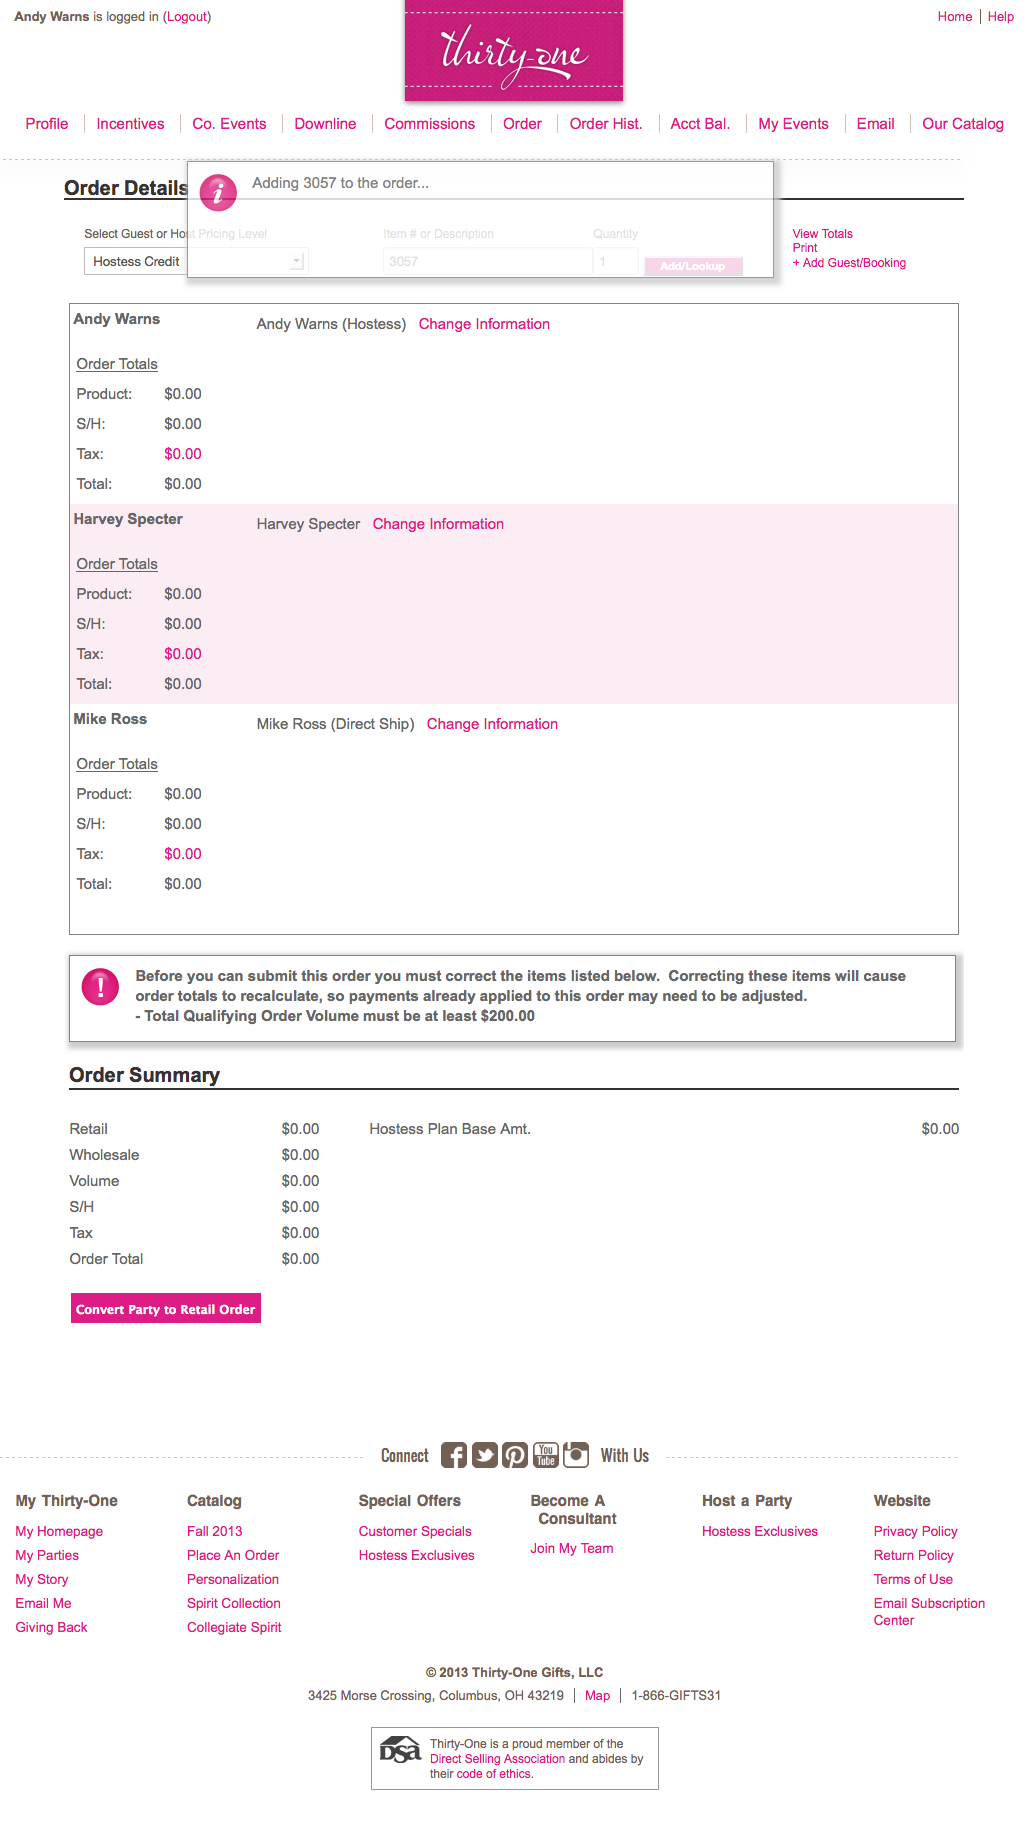 Andy Warns is logged in (Logout)
Home | Help
thirty-one
Profile | Incentives | Co. Events | Downline | Commissions | Order | Order Hist. | Acct Bal. | My Events | Email | Our Catalog
Order Details
Adding 3057 to the order...
Select Guest or Host Pricing Level
Item # or Description
Quantity
Hostess Credit
3057
1
Add/Lookup
View Totals
Print
+ Add Guest/Booking
Andy Warns
Andy Warns (Hostess) Change Information
Order Totals
Product: $0.00
S/H: $0.00
Tax: $0.00
Total: $0.00
Harvey Specter
Harvey Specter Change Information
Order Totals
Product: $0.00
S/H: $0.00
Tax: $0.00
Total: $0.00
Mike Ross
Mike Ross (Direct Ship) Change Information
Order Totals
Product: $0.00
S/H: $0.00
Tax: $0.00
Total: $0.00
Before you can submit this order you must correct the items listed below. Correcting these items will cause
order totals to recalculate, so payments already applied to this order may need to be adjusted.
- Total Qualifying Order Volume must be at least $200.00
Order Summary
Retail $0.00 Hostess Plan Base Amt. $0.00
Wholesale $0.00
Volume $0.00
S/H $0.00
Tax $0.00
Order Total $0.00
Convert Party to Retail Order
Connect
You
Tube
With Us
My Thirty-One
My Homepage
My Parties
My Story
Email Me
Giving Back
Catalog
Fall 2013
Place An Order
Personalization
Spirit Collection
Collegiate Spirit
Special Offers
Customer Specials
Hostess Exclusives
Become A
Consultant
Join My Team
Host a Party
Hostess Exclusives
Website
Privacy Policy
Return Policy
Terms of Use
Email Subscription
Center
© 2013 Thirty-One Gifts, LLC
3425 Morse Crossing, Columbus, OH 43219 | Map | 1-866-GIFTS31
DSA
Thirty-One is a proud member of the
Direct Selling Association and abides by
their code of ethics.